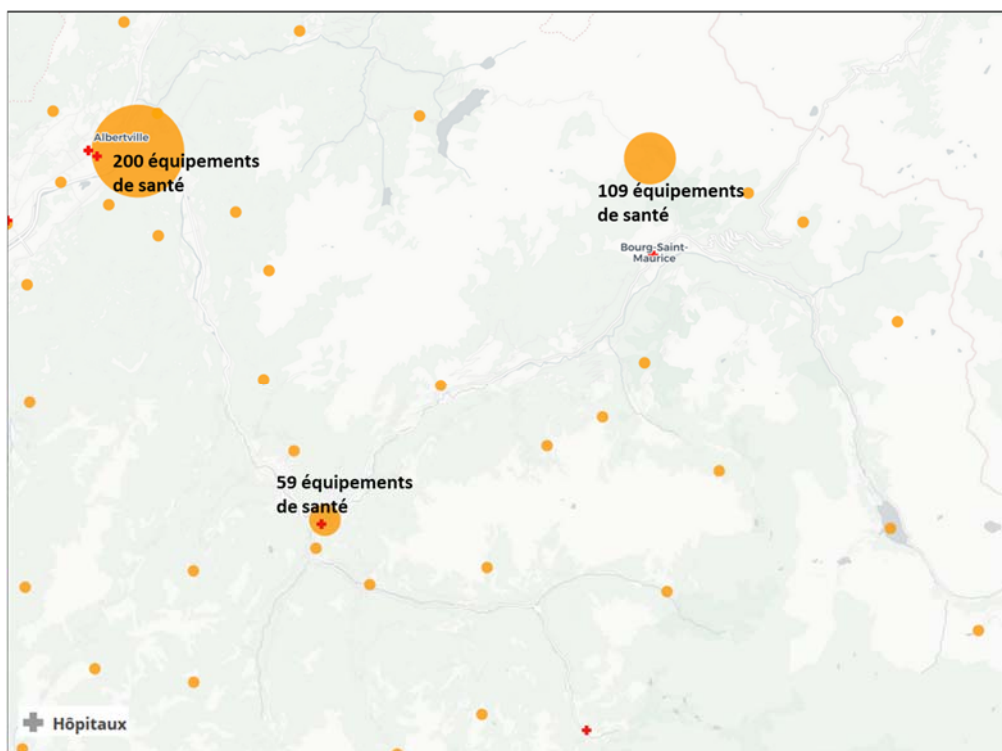 Albertville
200 équipements
de santé
109 équipements
de santé
Bourg-Saint-
Maurice
59 équipements
de santé
Hôpitaux